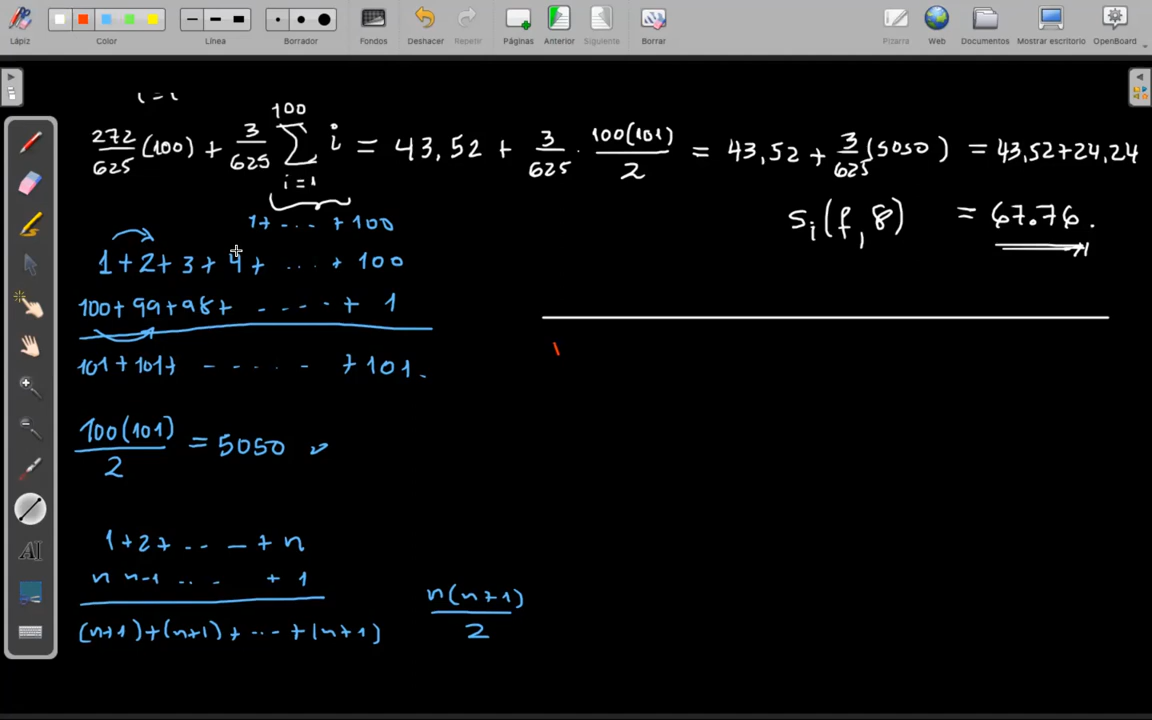 Lápiz Color Línea Borrador Fondos Deshacer Repetir Páginas Anterior Siguiente Borrar Pizarra Web Documentos Mostrar escritorio OpenBoard
i=1
272/625 (100) + 3/625 ∑_{i=1}^{100} i = 43,52 + 3/625 · 100(101)/2 = 43,52 + 3/625 (5050) = 43,52+24,24
1+ ... + 100
s_i(f,8) = 67.76.
1+2+3+4+ ... + 100
100+99+98+ ..... + 1
101+101+ ------ +101.
100(101)/2 = 5050
1+2+ .. — + n
n n-1 ... + 1
(n+1)+(n+1)+ ... +(n+1)
n(n+1)/2
AI